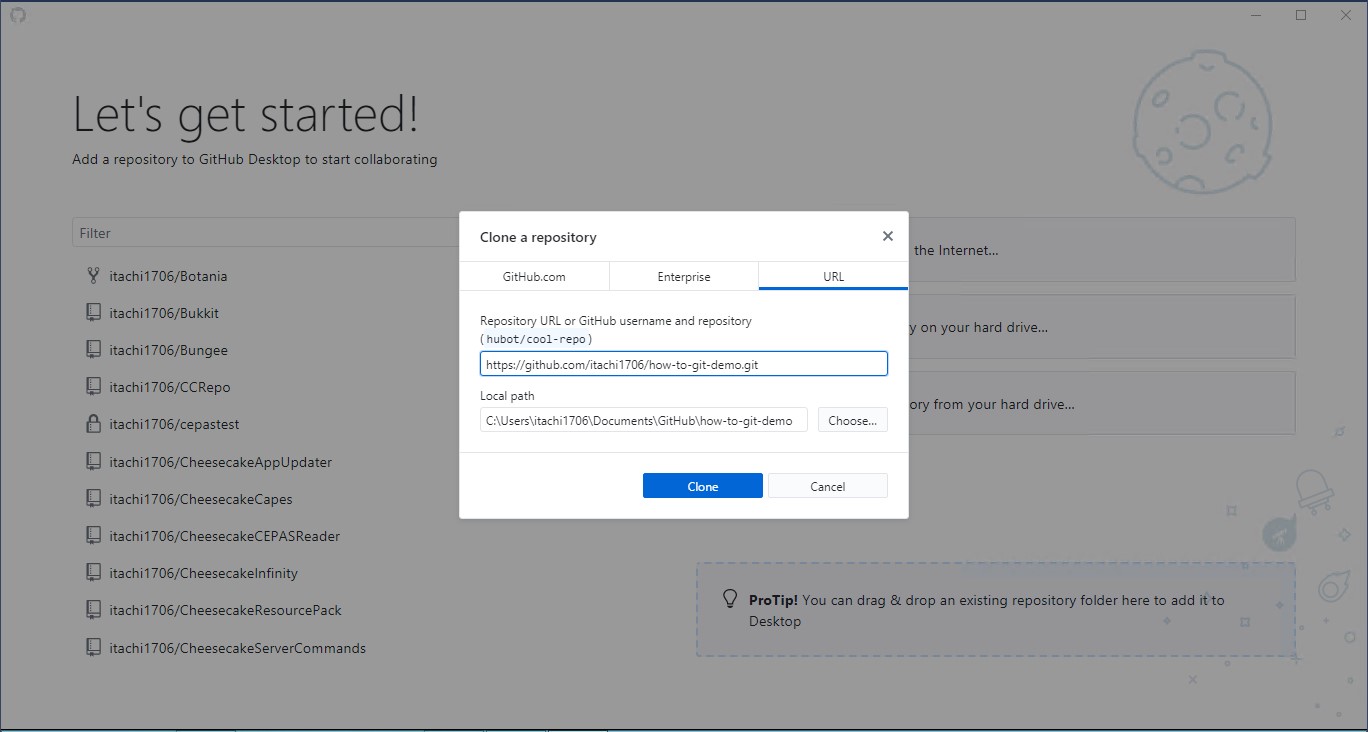 Let's get started!
Add a repository to GitHub Desktop to start collaborating
Filter
itachi1706/Botania
itachi1706/Bukkit
itachi1706/Bungee
itachi1706/CCRepo
itachi1706/cepastest
itachi1706/CheesecakeAppUpdater
itachi1706/CheesecakeCapes
itachi1706/CheesecakeCEPASReader
itachi1706/CheesecakeInfinity
itachi1706/CheesecakeResourcePack
itachi1706/CheesecakeServerCommands
Clone a repository
GitHub.com
Enterprise
URL
Repository URL or GitHub username and repository
(hubot/cool-repo)
https://github.com/itachi1706/how-to-git-demo.git
Local path
C:\Users\itachi1706\Documents\GitHub\how-to-git-demo
Choose...
Clone
Cancel
the Internet...
y on your hard drive...
ory from your hard drive...
ProTip! You can drag & drop an existing repository folder here to add it to
Desktop